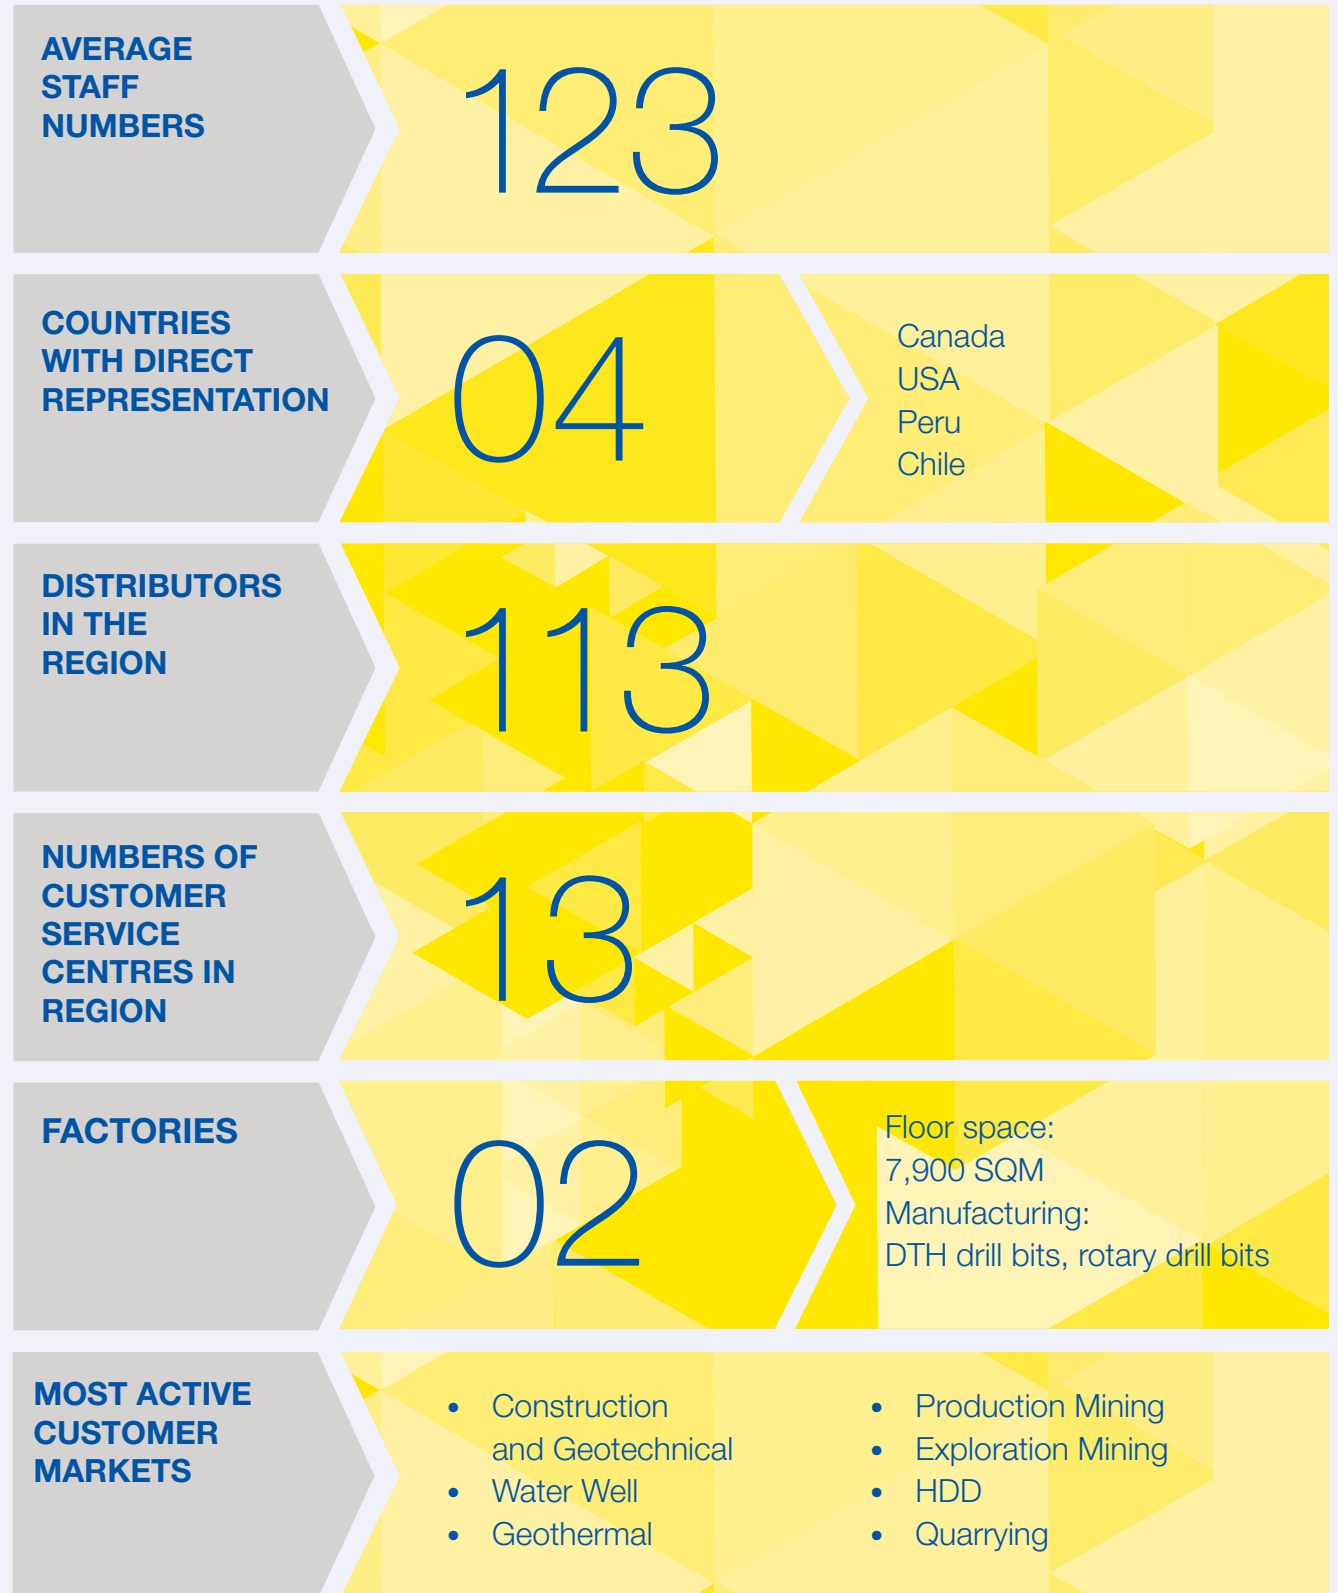 AVERAGE
STAFF
NUMBERS
123
COUNTRIES
WITH DIRECT
REPRESENTATION
04
Canada
USA
Peru
Chile
DISTRIBUTORS
IN THE
REGION
113
NUMBERS OF
CUSTOMER
SERVICE
CENTRES IN
REGION
13
FACTORIES
02
Floor space:
7,900 SQM
Manufacturing:
DTH drill bits, rotary drill bits
MOST ACTIVE
CUSTOMER
MARKETS
• Construction
and Geotechnical
• Water Well
• Geothermal
• Production Mining
• Exploration Mining
• HDD
• Quarrying